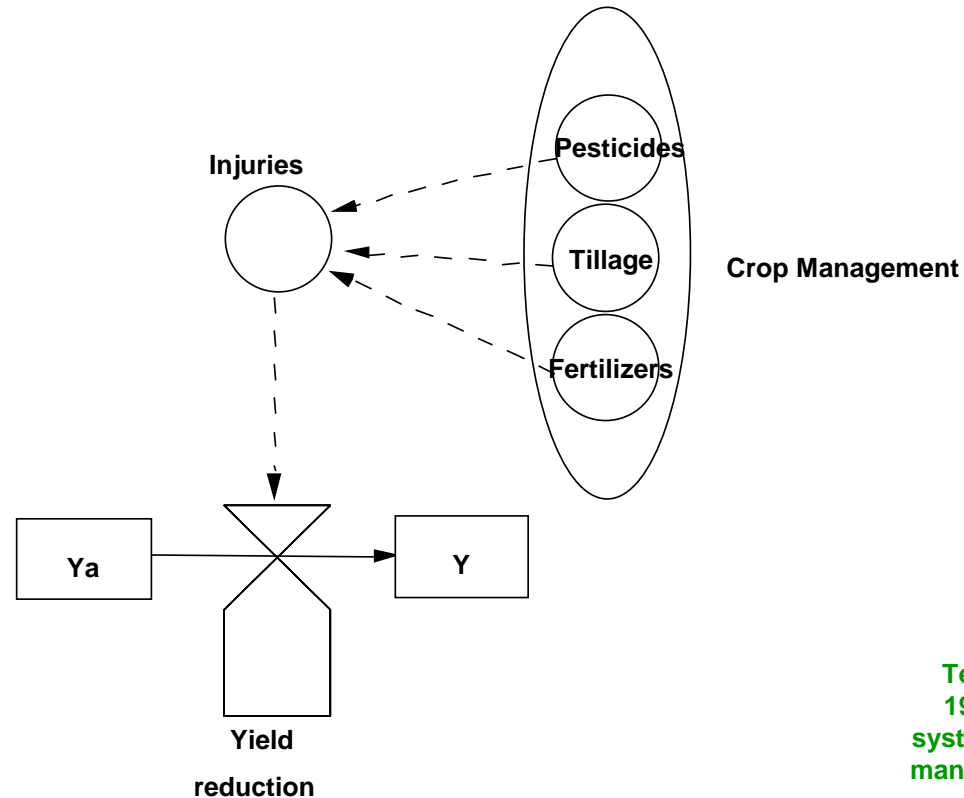 Pesticides
Injuries
Tillage
Crop Management
Fertilizers
Ya
Y
Yield
reduction